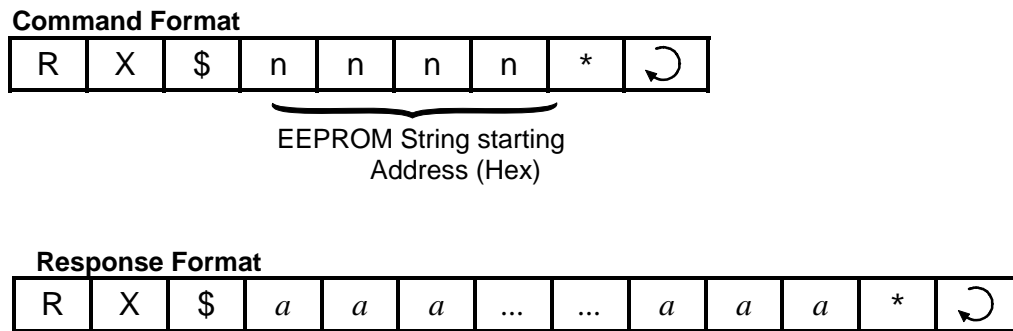 Command Format
R X $ n n n n *
EEPROM String starting
Address (Hex)
Response Format
R X $ a a a ... ... a a a *